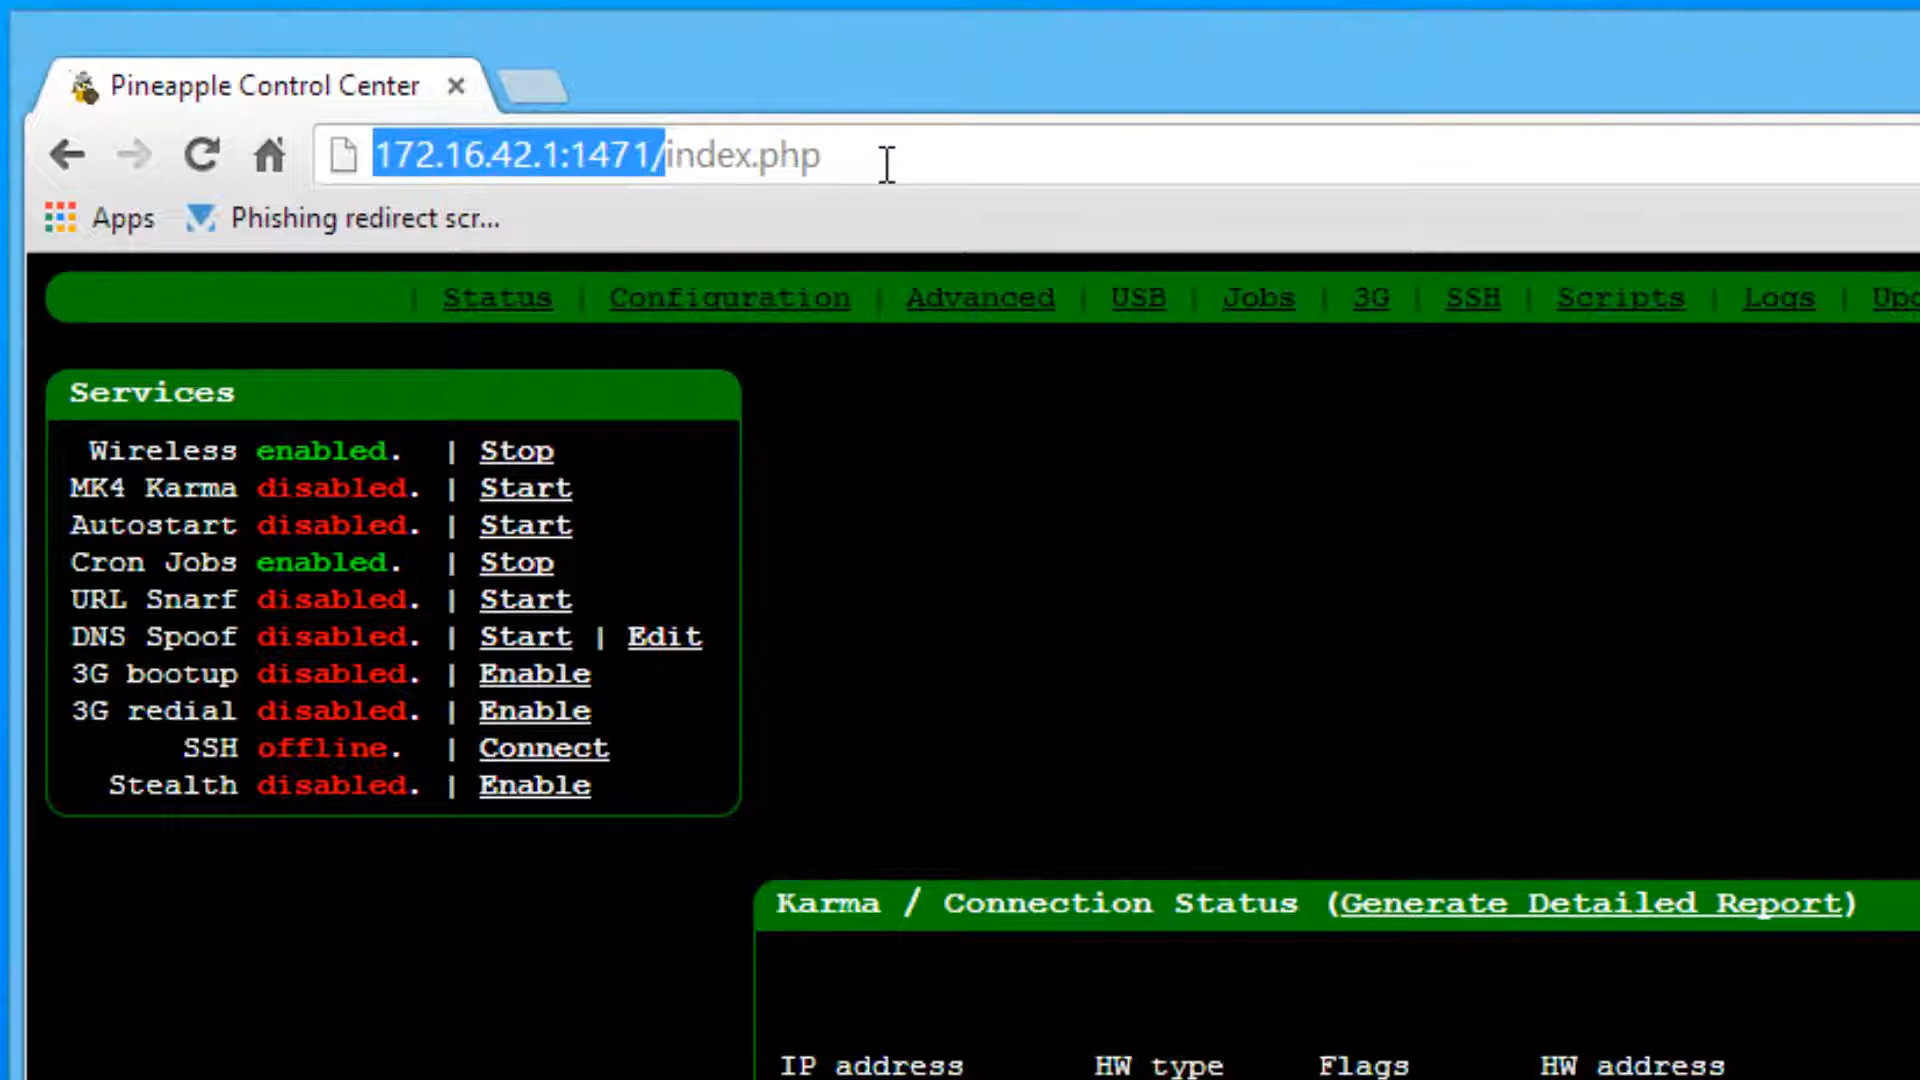 Pineapple Control Center
172.16.42.1:1471/index.php
Apps Phishing redirect scr...
| Status | Configuration | Advanced | USB | Jobs | 3G | SSH | Scripts | Logs |
Services
Wireless enabled. | Stop
MK4 Karma disabled. | Start
Autostart disabled. | Start
Cron Jobs enabled. | Stop
URL Snarf disabled. | Start
DNS Spoof disabled. | Start | Edit
3G bootup disabled. | Enable
3G redial disabled. | Enable
SSH offline. | Connect
Stealth disabled. | Enable
Karma / Connection Status (Generate Detailed Report)
IP address HW type Flags HW address